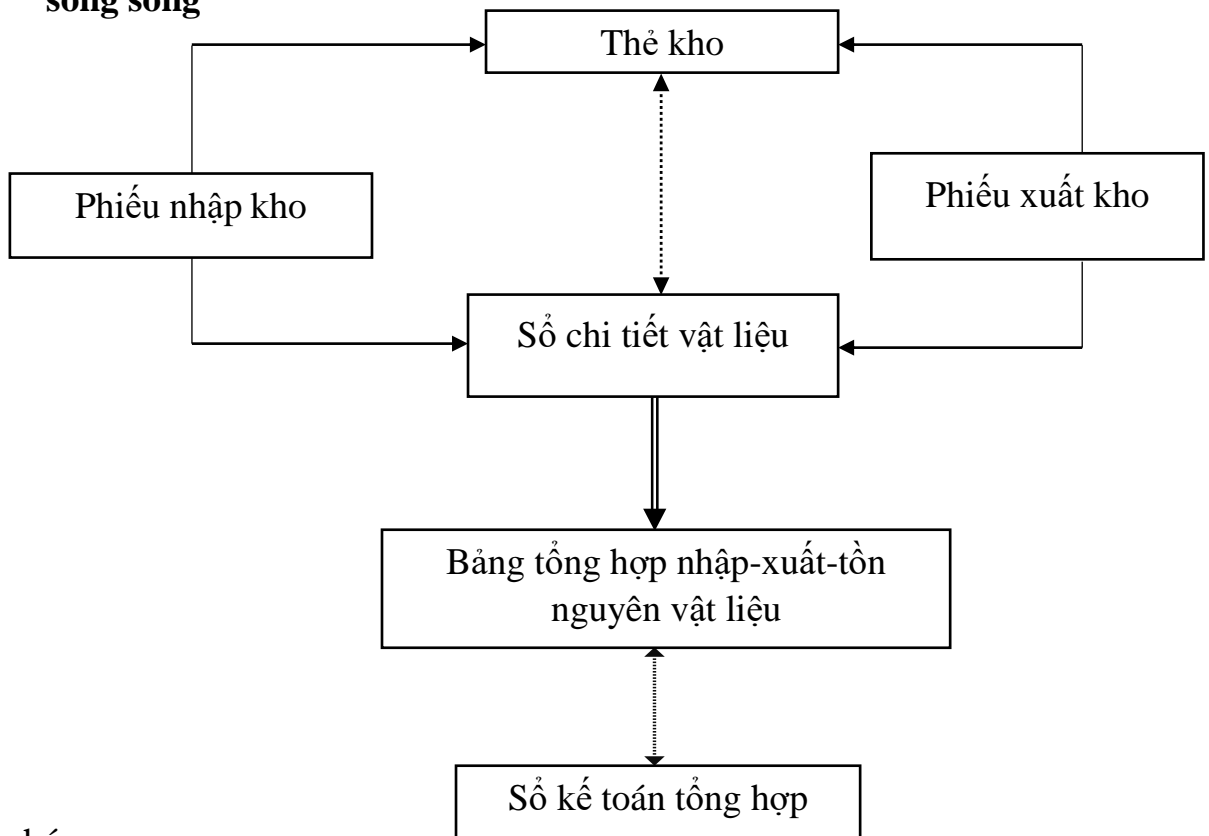 song song
Thẻ kho
Phiếu nhập kho
Phiếu xuất kho
Sổ chi tiết vật liệu
Bảng tổng hợp nhập-xuất-tồn
nguyên vật liệu
Sổ kế toán tổng hợp